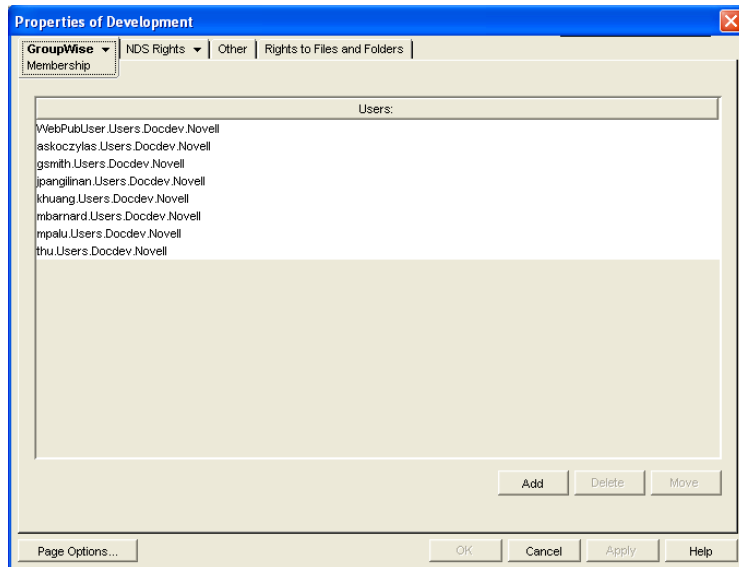 Properties of Development
GroupWise NDS Rights Other Rights to Files and Folders
Membership
Users:
WebPubUser.Users.Docdev.Novell
askoczylas.Users.Docdev.Novell
gsmith.Users.Docdev.Novell
jpangilinan.Users.Docdev.Novell
khuang.Users.Docdev.Novell
mbarnard.Users.Docdev.Novell
mpalu.Users.Docdev.Novell
thu.Users.Docdev.Novell
Add Delete Move
Page Options... OK Cancel Apply Help